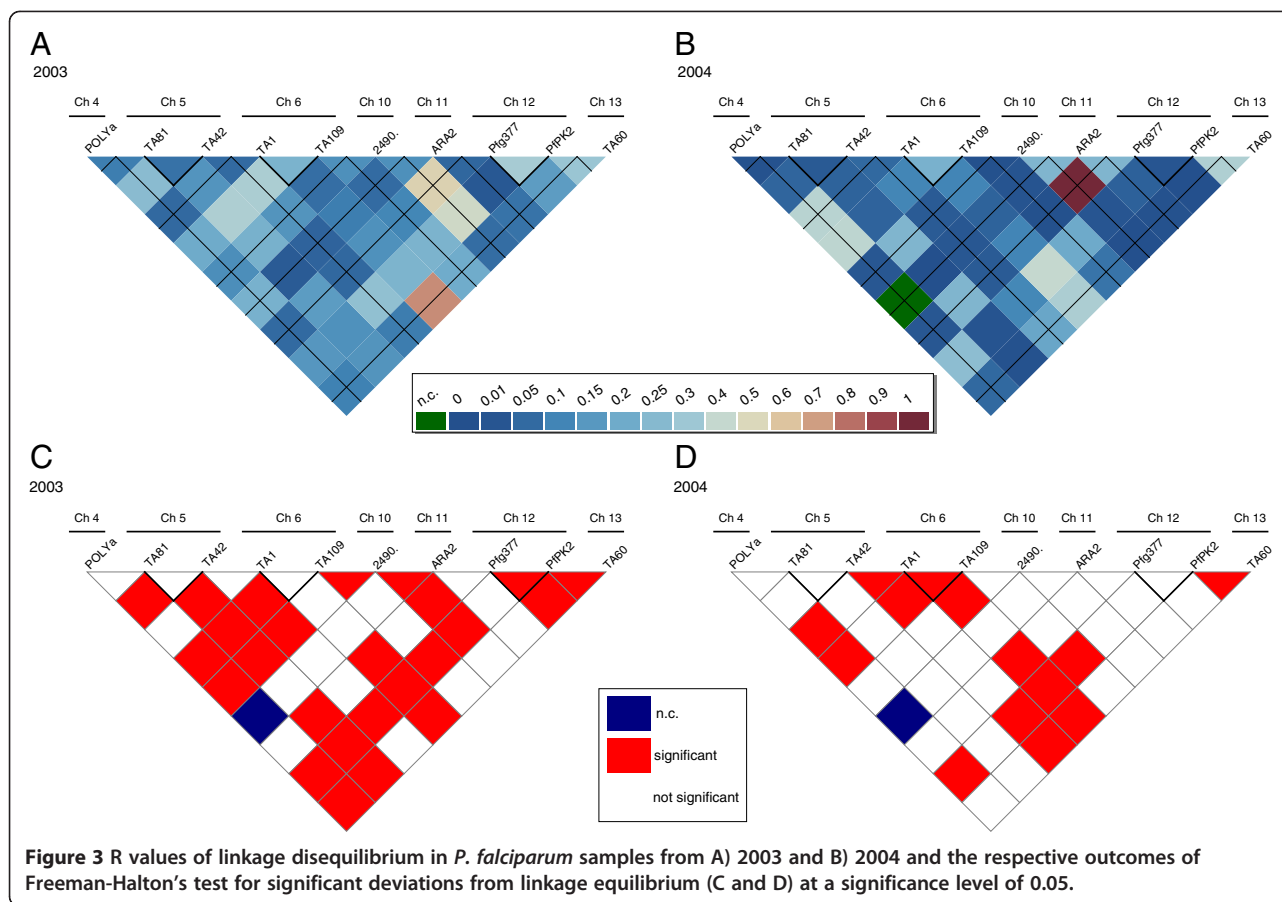 A
2003
Ch 4 Ch 5 Ch 6 Ch 10 Ch 11 Ch 12 Ch 13
POLYa TA81 TA42 TA1 TA109 2490. ARA2 Pfg377 PfPK2 TA60
B
2004
Ch 4 Ch 5 Ch 6 Ch 10 Ch 11 Ch 12 Ch 13
POLYa TA81 TA42 TA1 TA109 2490. ARA2 Pfg377 PfPK2 TA60
n.c. 0 0.01 0.05 0.1 0.15 0.2 0.25 0.3 0.4 0.5 0.6 0.7 0.8 0.9 1
C
2003
Ch 4 Ch 5 Ch 6 Ch 10 Ch 11 Ch 12 Ch 13
POLYa TA81 TA42 TA1 TA109 2490. ARA2 Pfg377 PfPK2 TA60
D
2004
Ch 4 Ch 5 Ch 6 Ch 10 Ch 11 Ch 12 Ch 13
POLYa TA81 TA42 TA1 TA109 2490. ARA2 Pfg377 PfPK2 TA60
n.c.
significant
not significant
Figure 3 R values of linkage disequilibrium in P. falciparum samples from A) 2003 and B) 2004 and the respective outcomes of
Freeman-Halton's test for significant deviations from linkage equilibrium (C and D) at a significance level of 0.05.